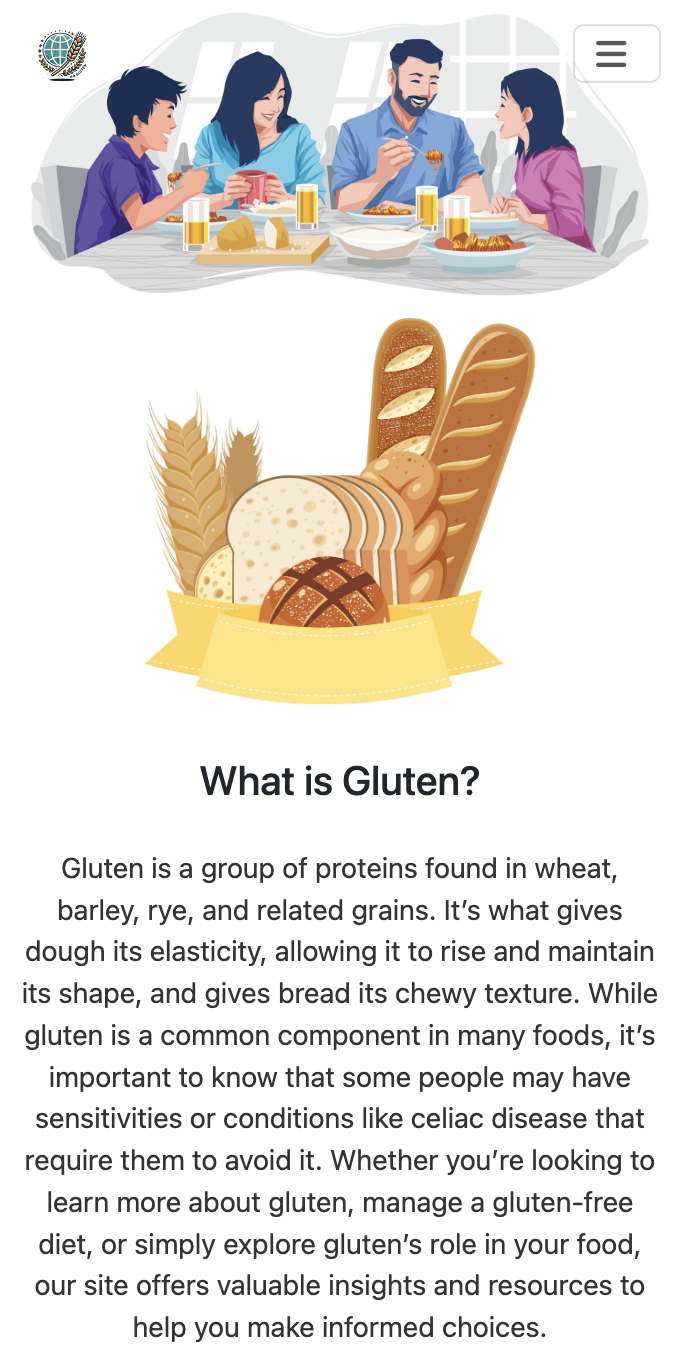 What is Gluten?
Gluten is a group of proteins found in wheat,
barley, rye, and related grains. It’s what gives
dough its elasticity, allowing it to rise and maintain
its shape, and gives bread its chewy texture. While
gluten is a common component in many foods, it’s
important to know that some people may have
sensitivities or conditions like celiac disease that
require them to avoid it. Whether you’re looking to
learn more about gluten, manage a gluten-free
diet, or simply explore gluten’s role in your food,
our site offers valuable insights and resources to
help you make informed choices.